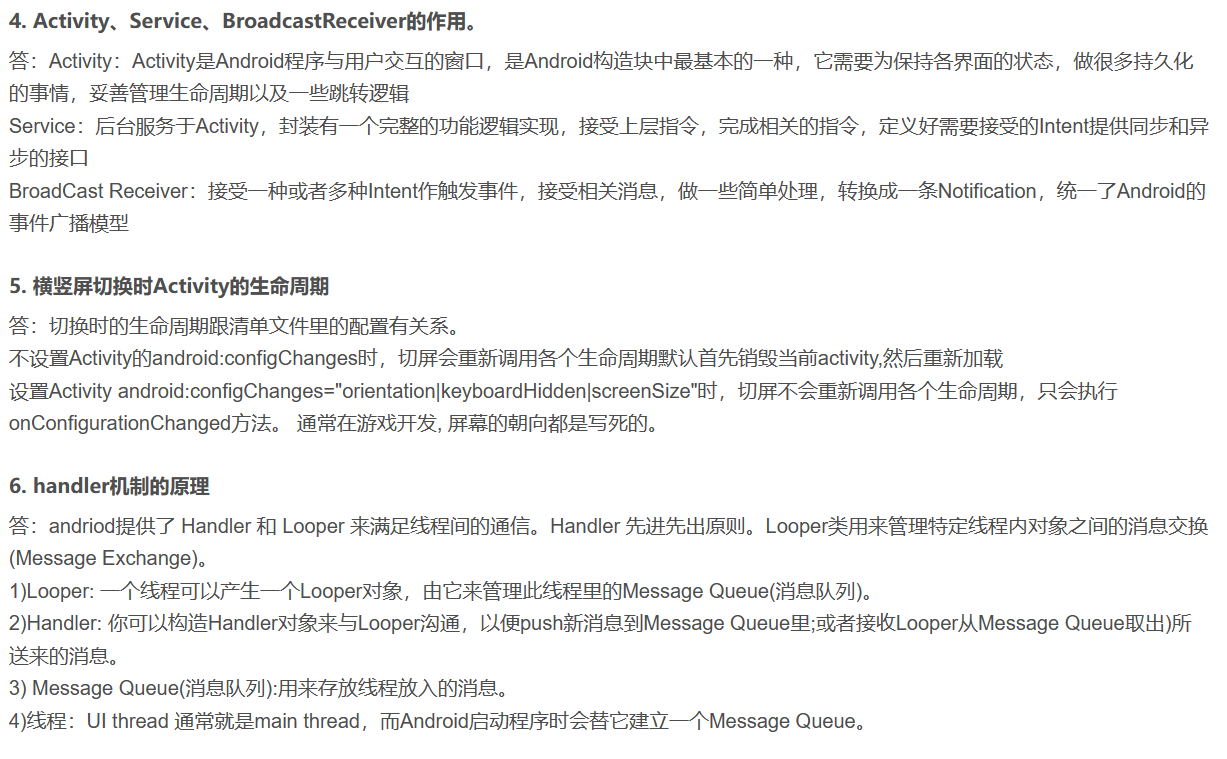 4. Activity、Service、BroadcastReceiver的作用。
答：Activity：Activity是Android程序与用户交互的窗口，是Android构造块中最基本的一种，它需要为保持各界面的状态，做很多持久化
的事情，妥善管理生命周期以及一些跳转逻辑
Service：后台服务于Activity，封装有一个完整的功能逻辑实现，接受上层指令，完成相关的指令，定义好需要接受的Intent提供同步和异
步的接口
BroadCast Receiver：接受一种或者多种Intent作触发事件，接受相关消息，做一些简单处理，转换成一条Notification，统一了Android的
事件广播模型
5. 横竖屏切换时Activity的生命周期
答：切换时的生命周期跟清单文件里的配置有关系。
不设置Activity的android:configChanges时，切屏会重新调用各个生命周期默认首先销毁当前activity,然后重新加载
设置Activity android:configChanges="orientation|keyboardHidden|screenSize"时，切屏不会重新调用各个生命周期，只会执行
onConfigurationChanged方法。 通常在游戏开发, 屏幕的朝向都是写死的。
6. handler机制的原理
答：andriod提供了 Handler 和 Looper 来满足线程间的通信。Handler 先进先出原则。Looper类用来管理特定线程内对象之间的消息交换
(Message Exchange)。
1)Looper: 一个线程可以产生一个Looper对象，由它来管理此线程里的Message Queue(消息队列)。
2)Handler: 你可以构造Handler对象来与Looper沟通，以便push新消息到Message Queue里;或者接收Looper从Message Queue取出)所
送来的消息。
3) Message Queue(消息队列):用来存放线程放入的消息。
4)线程：UI thread 通常就是main thread，而Android启动程序时会替它建立一个Message Queue。